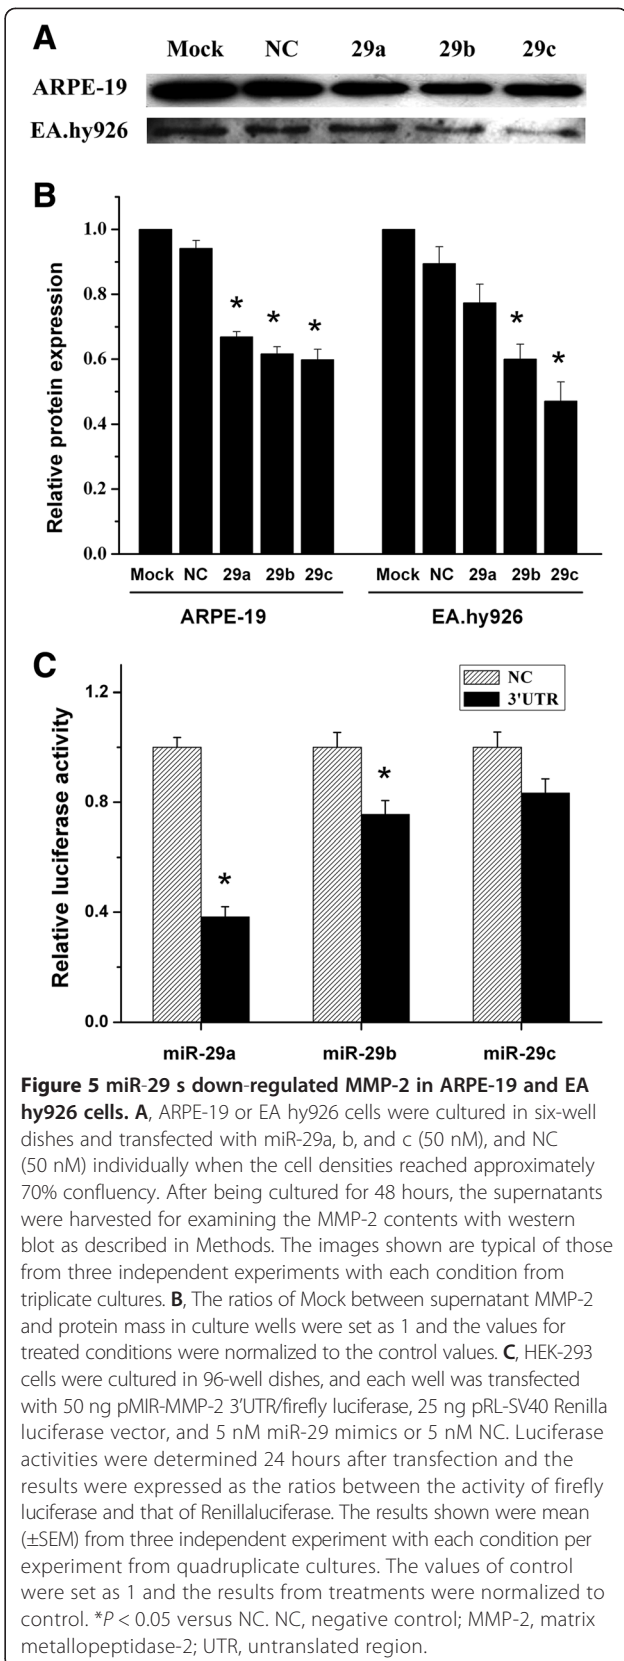 A
Mock NC 29a 29b 29c
ARPE-19
EA.hy926
B
Relative protein expression
1.0
0.8
0.6
0.4
0.2
0.0
* * * * *
Mock NC 29a 29b 29c Mock NC 29a 29b 29c
ARPE-19 EA.hy926
C
Relative luciferase activity
1.2
0.8
0.4
0.0
NC
3'UTR
* *
miR-29a miR-29b miR-29c
Figure 5 miR-29 s down-regulated MMP-2 in ARPE-19 and EA
hy926 cells. A, ARPE-19 or EA hy926 cells were cultured in six-well
dishes and transfected with miR-29a, b, and c (50 nM), and NC
(50 nM) individually when the cell densities reached approximately
70% confluency. After being cultured for 48 hours, the supernatants
were harvested for examining the MMP-2 contents with western
blot as described in Methods. The images shown are typical of those
from three independent experiments with each condition from
triplicate cultures. B, The ratios of Mock between supernatant MMP-2
and protein mass in culture wells were set as 1 and the values for
treated conditions were normalized to the control values. C, HEK-293
cells were cultured in 96-well dishes, and each well was transfected
with 50 ng pMIR-MMP-2 3'UTR/firefly luciferase, 25 ng pRL-SV40 Renilla
luciferase vector, and 5 nM miR-29 mimics or 5 nM NC. Luciferase
activities were determined 24 hours after transfection and the
results were expressed as the ratios between the activity of firefly
luciferase and that of Renillaluciferase. The results shown were mean
(±SEM) from three independent experiment with each condition per
experiment from quadruplicate cultures. The values of control
were set as 1 and the results from treatments were normalized to
control. *P < 0.05 versus NC. NC, negative control; MMP-2, matrix
metallopeptidase-2; UTR, untranslated region.